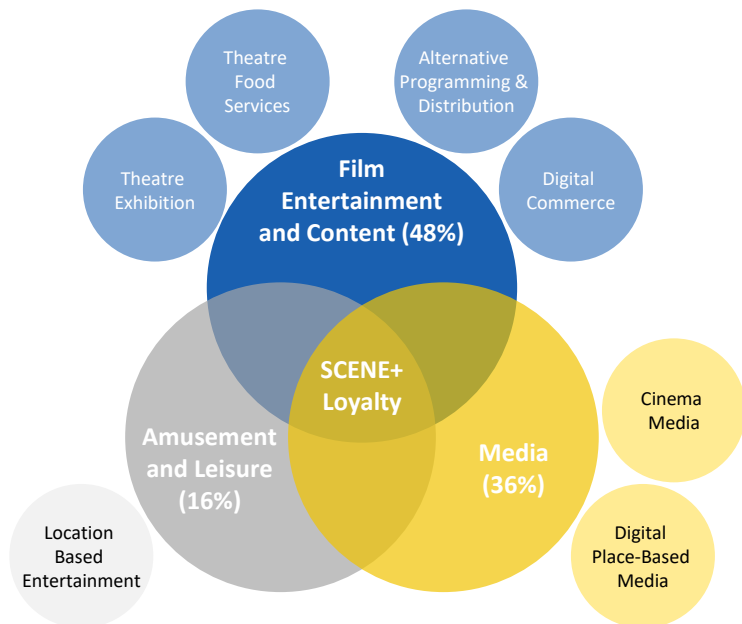 Theatre
Food
Services
Alternative
Programming &
Distribution
Theatre
Exhibition
Digital
Commerce
Film
Entertainment
and Content (48%)
SCENE+
Loyalty
Amusement
and Leisure
(16%)
Media
(36%)
Cinema
Media
Location
Based
Entertainment
Digital
Place-Based
Media